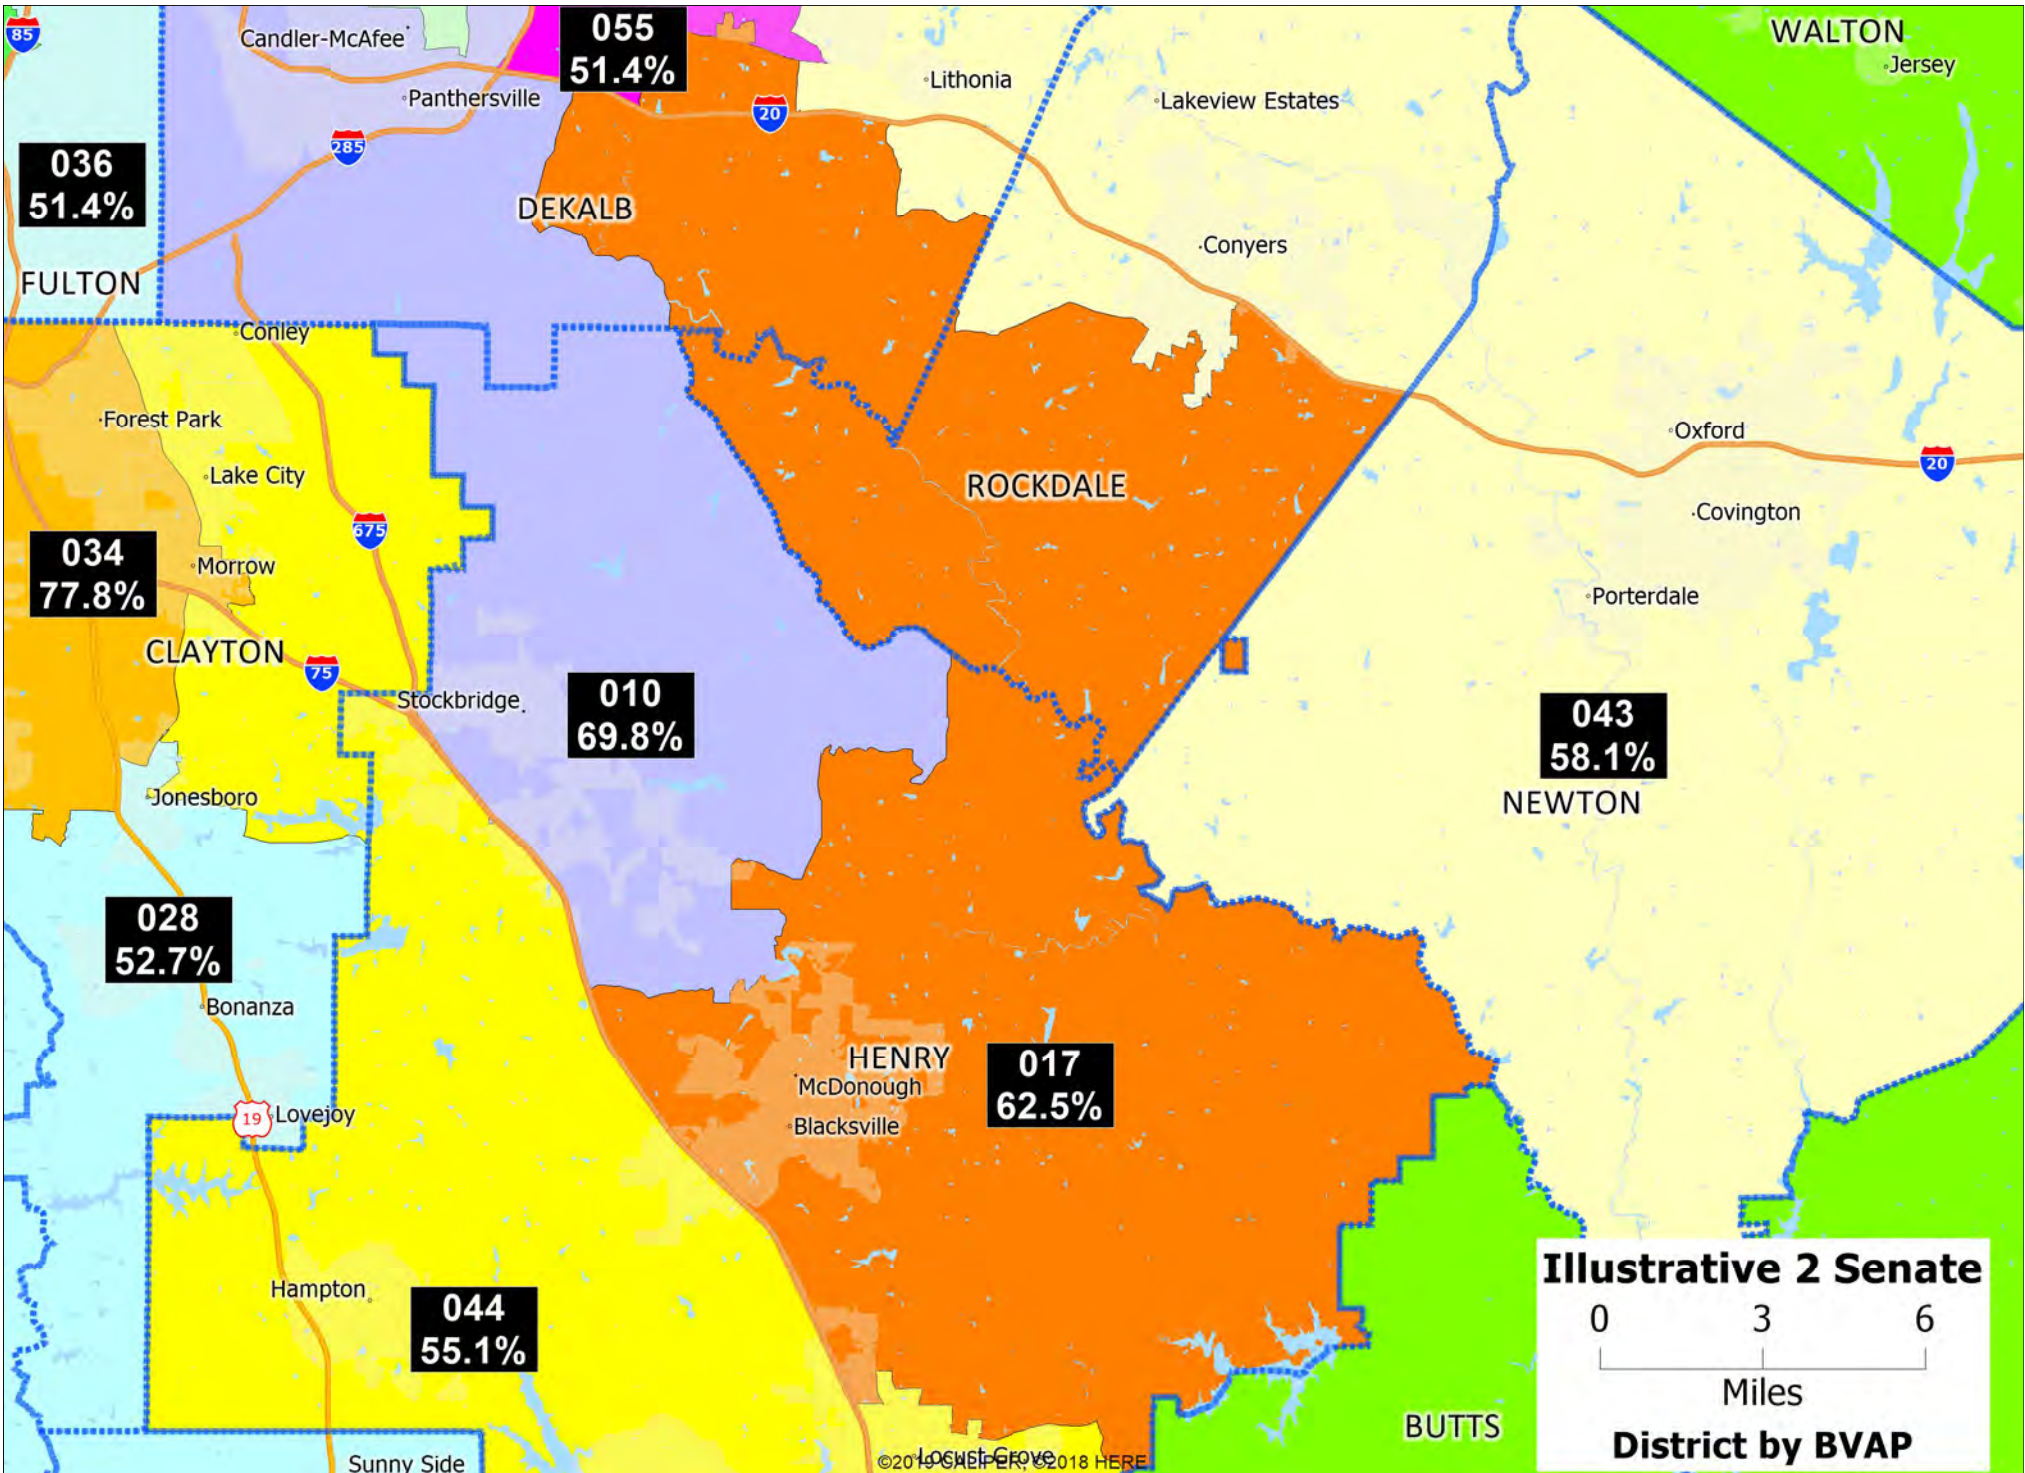 85
Candler-McAfee
055
51.4%
WALTON
Jersey
Lithonia
Panthersville
Lakeview Estates
20
285
036
51.4%
DEKALB
Conyers
FULTON
Conley
Forest Park
Oxford
Lake City
ROCKDALE
20
Covington
675
034
77.8%
Morrow
Porterdale
CLAYTON
75
Stockbridge
010
69.8%
043
58.1%
Jonesboro
NEWTON
028
52.7%
Bonanza
HENRY
017
62.5%
McDonough
19
Lovejoy
Blacksville
Hampton
044
55.1%
Illustrative 2 Senate
0 3 6
Miles
District by BVAP
BUTTS
Sunny Side
Locust Grove
©2019 CALIPER; ©2018 HERE